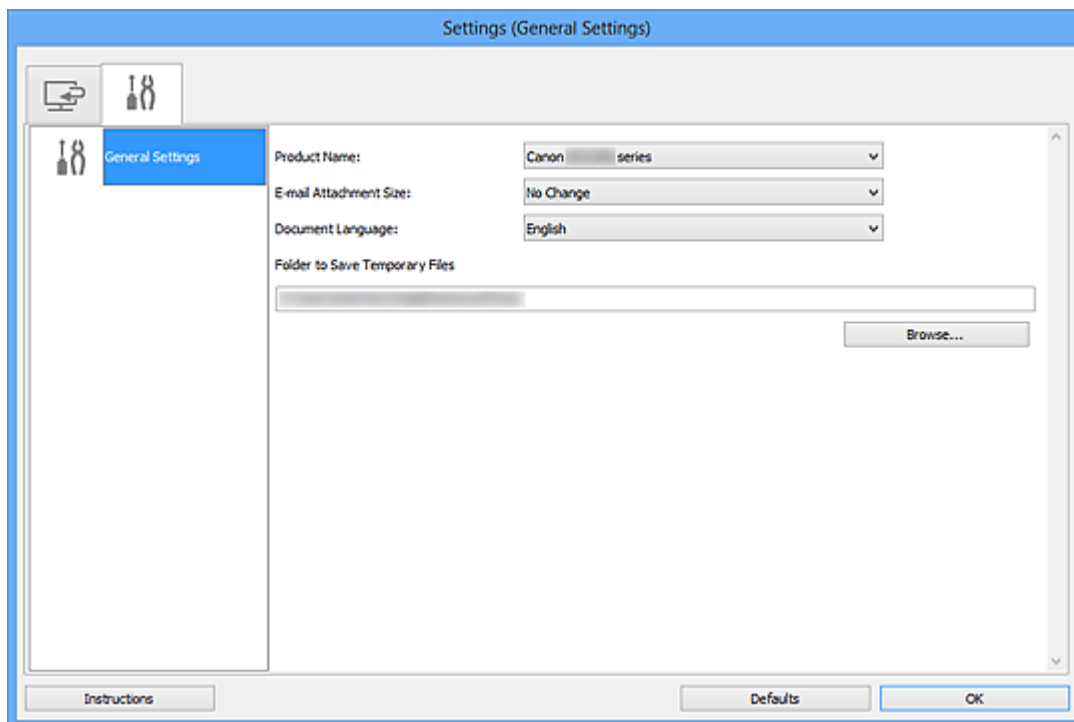 Settings (General Settings)
General Settings
Product Name:
Canon series
E-mail Attachment Size:
No Change
Document Language:
English
Folder to Save Temporary Files
Browse...
Instructions
Defaults
OK